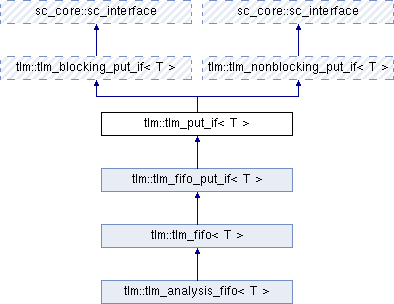 sc_core::sc_interface
sc_core::sc_interface
tlm::tlm_blocking_put_if< T >
tlm::tlm_nonblocking_put_if< T >
tlm::tlm_put_if< T >
tlm::tlm_fifo_put_if< T >
tlm::tlm_fifo< T >
tlm::tlm_analysis_fifo< T >